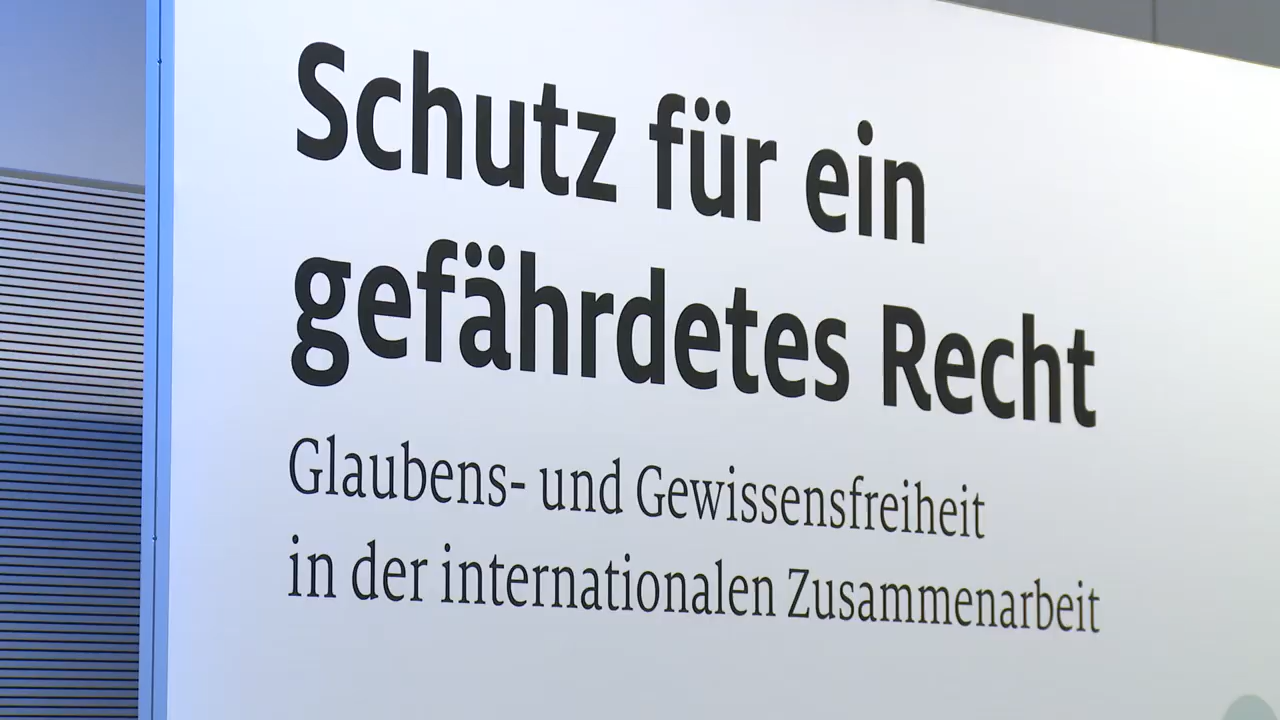 Schutz für ein
gefährdetes Recht
Glaubens- und Gewissensfreiheit
in der internationalen Zusammenarbeit